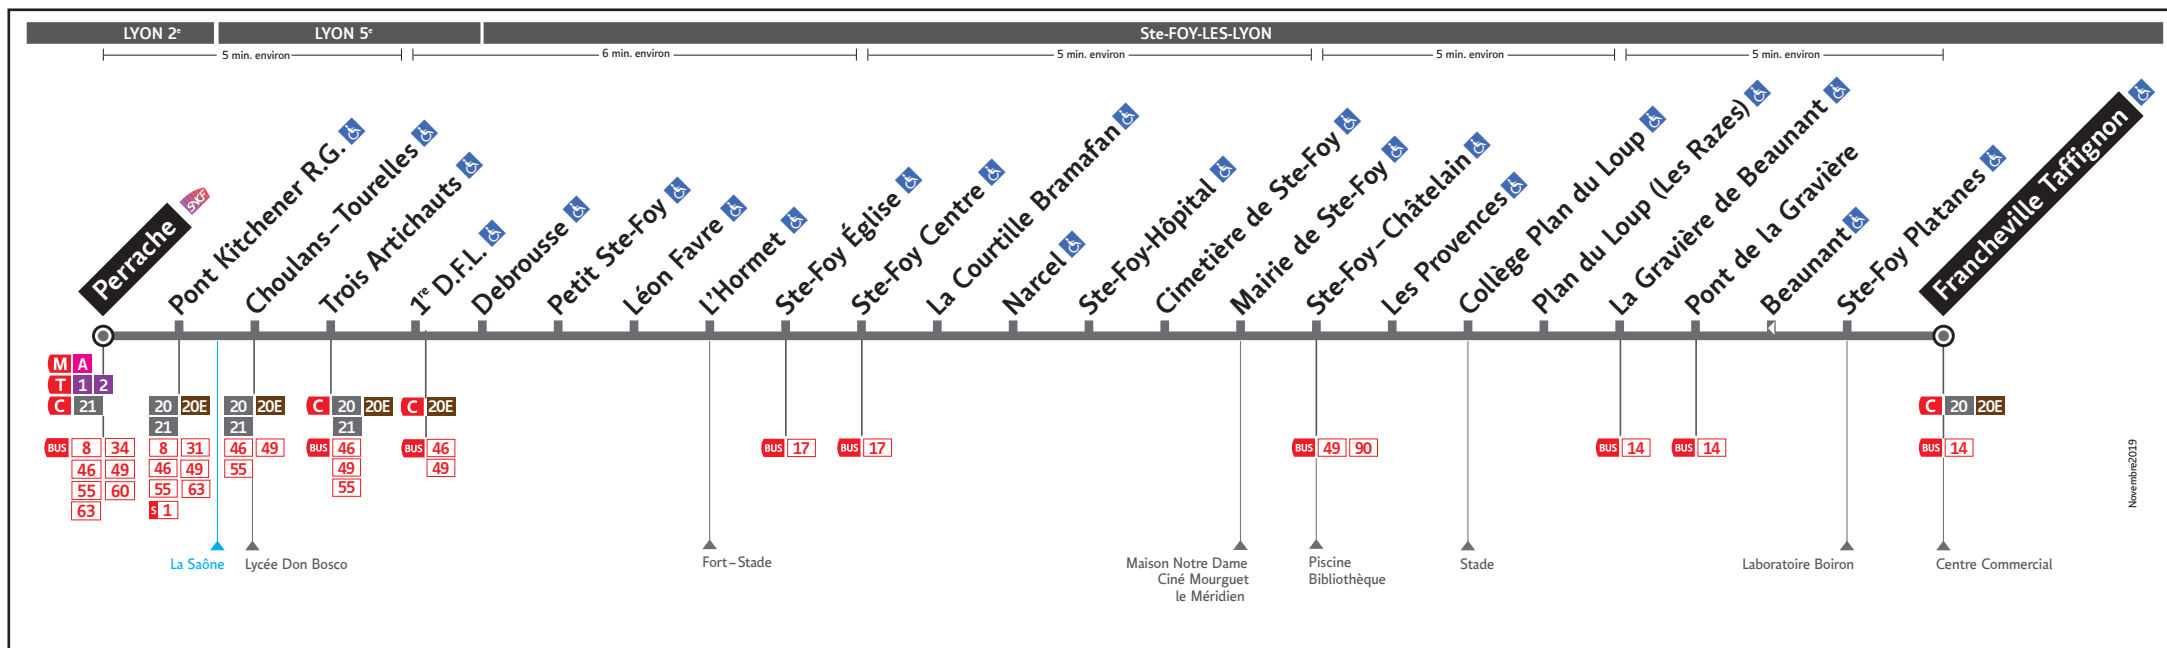 LYON 2e
LYON 5e
Ste-FOY-LES-LYON
5 min. environ
6 min. environ
5 min. environ
5 min. environ
5 min. environ
Perrache
SNCF
Pont Kitchener R.G.
Choulans – Tourelles
Trois Artichauts
1re D.F.L.
Debrousse
Petit Ste-Foy
Léon Favre
L'Hormet
Ste-Foy Église
Ste-Foy Centre
La Courtille Bramafan
Narcel
Ste-Foy-Hôpital
Cimetière de Ste-Foy
Mairie de Ste-Foy
Ste-Foy – Châtelain
Les Provences
Collège Plan du Loup
Plan du Loup (Les Razes)
La Gravière de Beaunant
Pont de la Gravière
Beaunant
Ste-Foy Platanes
Francheville Taffignon
M A
T 1 2
C 21
BUS 8 34
46 49
55 60
63
20 20E
21
8 31
46 49
55 63
S 1
20 20E
21
46 49
55
C 20 20E
21
BUS 46
49
55
C 20E
BUS 46
49
BUS 17
BUS 17
BUS 49 90
BUS 14
BUS 14
C 20 20E
BUS 14
La Saône
Lycée Don Bosco
Fort – Stade
Maison Notre Dame
Ciné Mourguet
le Méridien
Piscine
Bibliothèque
Stade
Laboratoire Boiron
Centre Commercial
Novembre2019